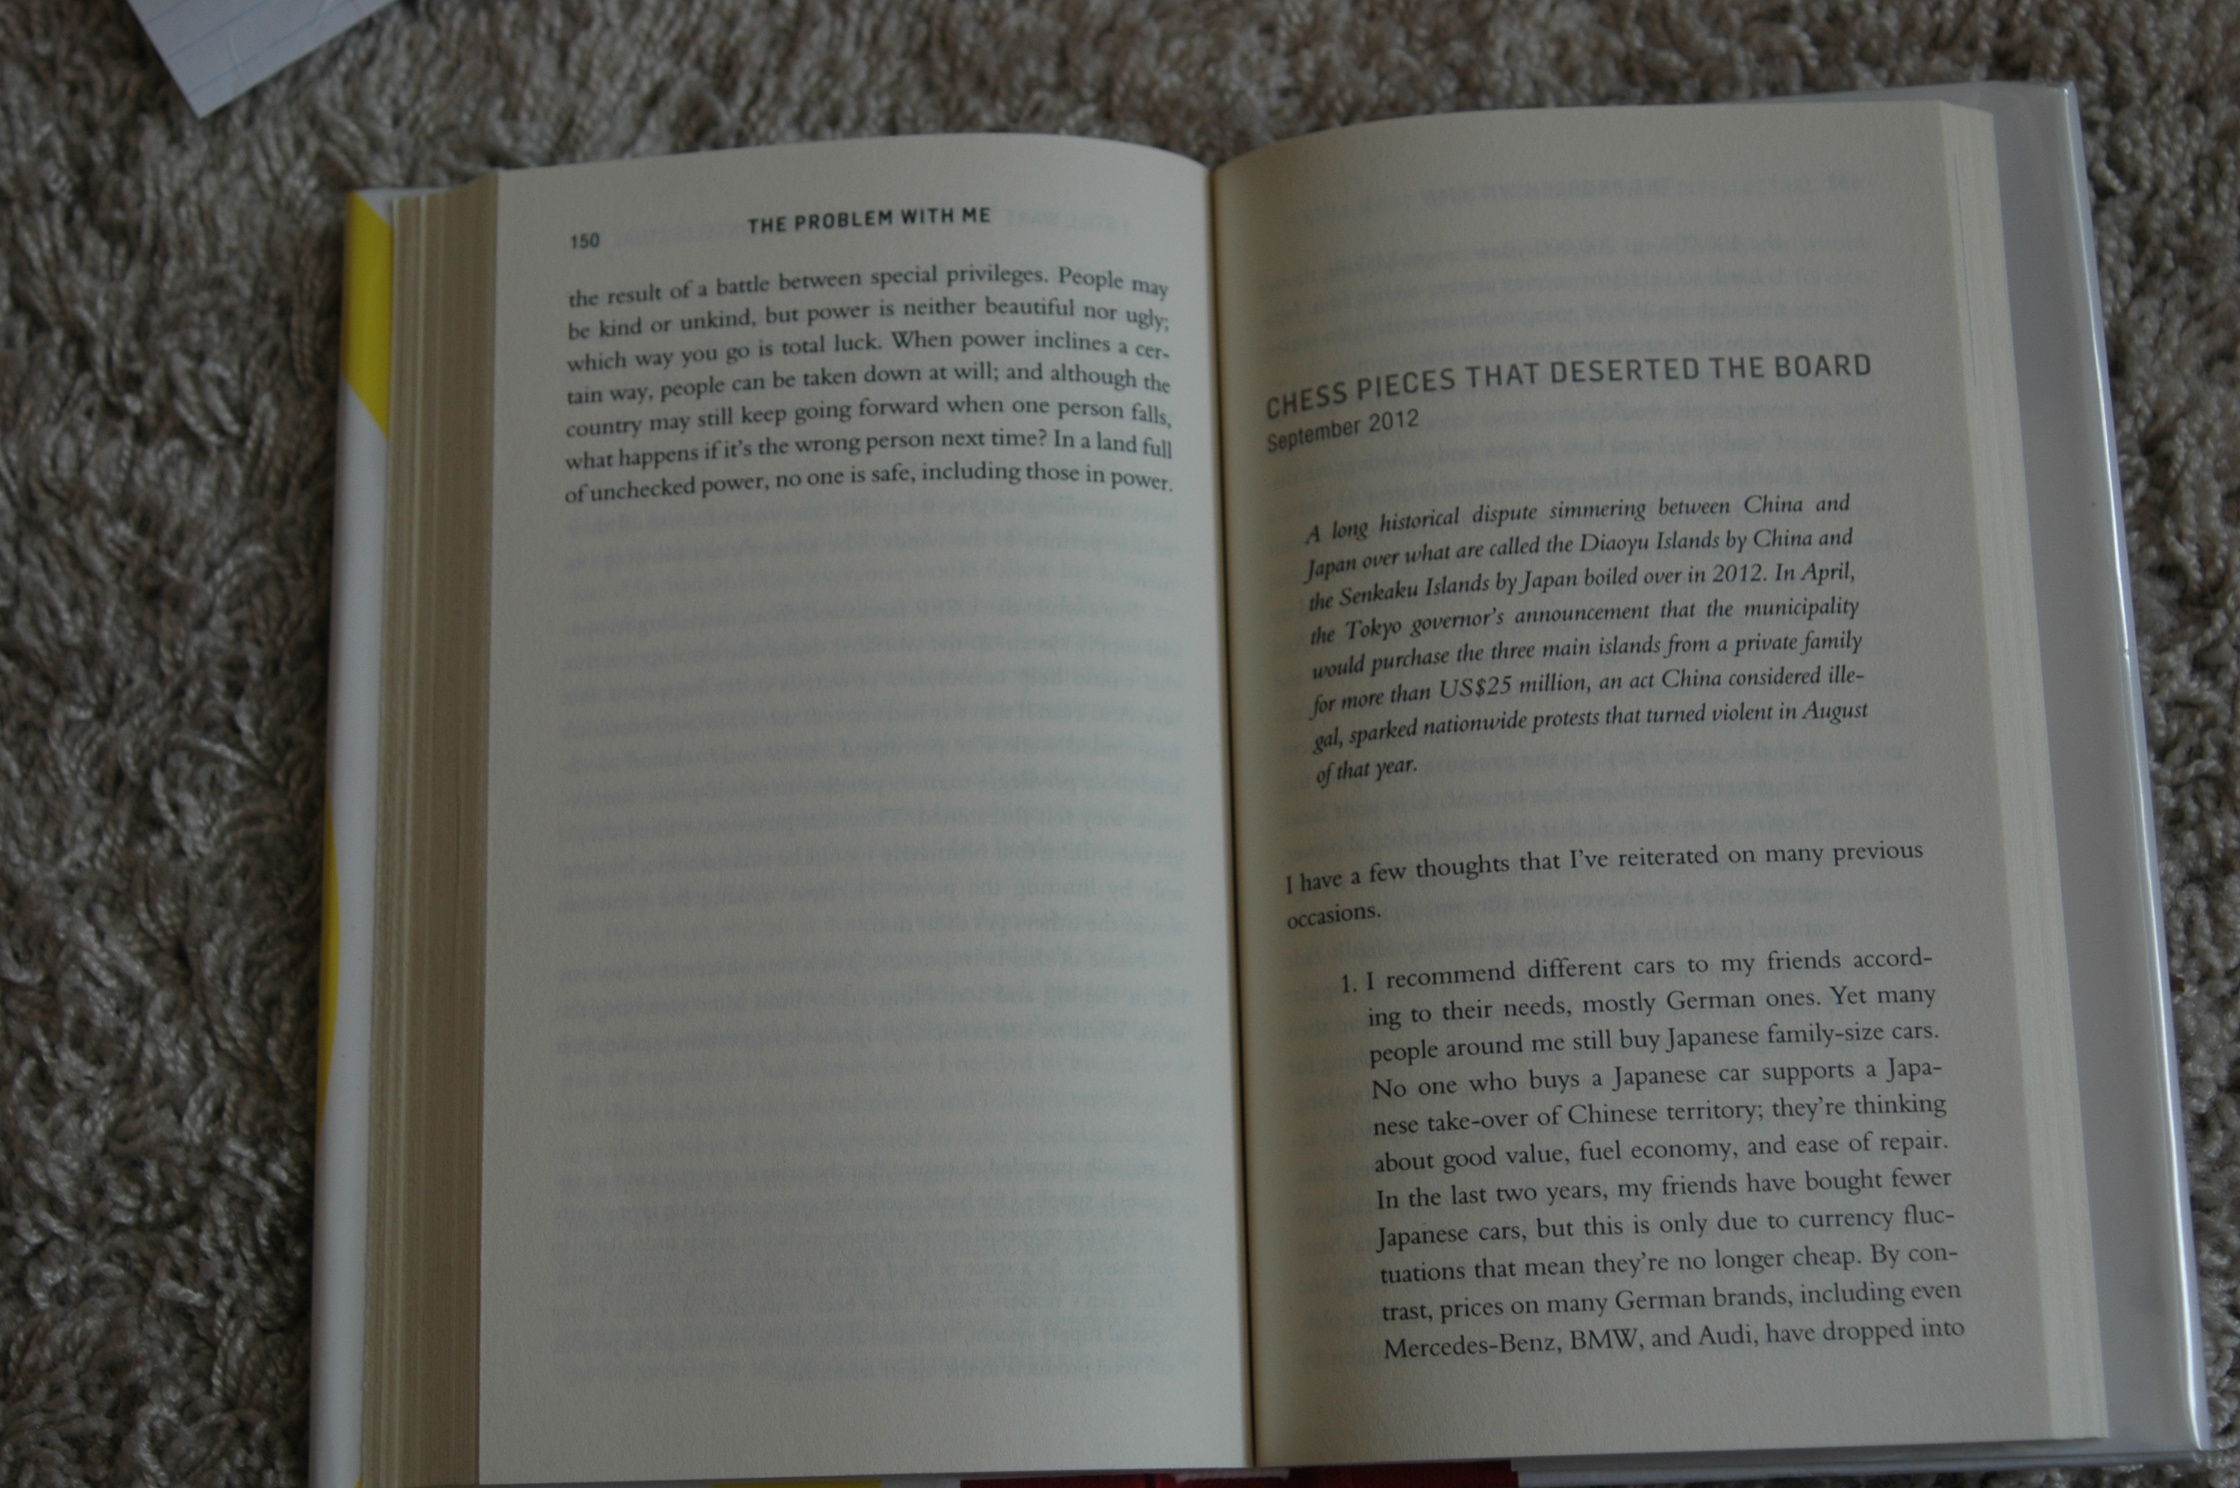 150
THE PROBLEM WITH ME
the result of a battle between special privileges. People may
be kind or unkind, but power is neither beautiful nor ugly;
which way you go is total luck. When power inclines a cer-
tain way, people can be taken down at will; and although the
country may still keep going forward when one person falls,
what happens if it's the wrong person next time? In a land full
of unchecked power, no one is safe, including those in power.
CHESS PIECES THAT DESERTED THE BOARD
September 2012
A long historical dispute simmering between China and
Japan over what are called the Diaoyu Islands by China and
the Senkaku Islands by Japan boiled over in 2012. In April,
the Tokyo governor's announcement that the municipality
would purchase the three main islands from a private family
for more than US$25 million, an act China considered ille-
gal, sparked nationwide protests that turned violent in August
of that year.
I have a few thoughts that I've reiterated on many previous
occasions.
1. I recommend different cars to my friends accord-
ing to their needs, mostly German ones. Yet many
people around me still buy Japanese family-size cars.
No one who buys a Japanese car supports a Japa-
nese take-over of Chinese territory; they're thinking
about good value, fuel economy, and ease of repair.
In the last two years, my friends have bought fewer
Japanese cars, but this is only due to currency fluc-
tuations that mean they're no longer cheap. By con-
trast, prices on many German brands, including even
Mercedes-Benz, BMW, and Audi, have dropped into